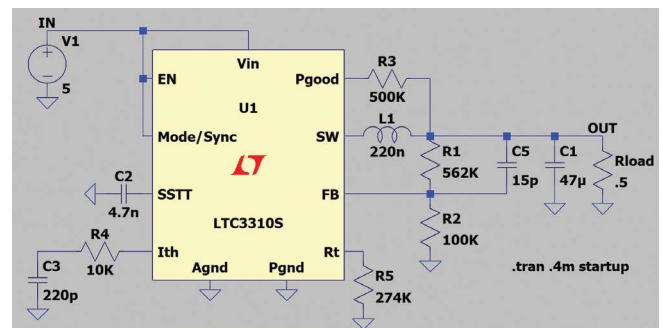 IN
V1
5
Vin
EN
Pgood
R3
500K
U1
L1
Mode/Sync
SW
220n
OUT
R1
562K
C5
15p
C1
47µ
Rload
.5
C2
4.7n
SSTT
FB
LTC3310S
R2
100K
R4
10K
Ith
Rt
C3
220p
Agnd
Pgnd
R5
274K
.tran .4m startup